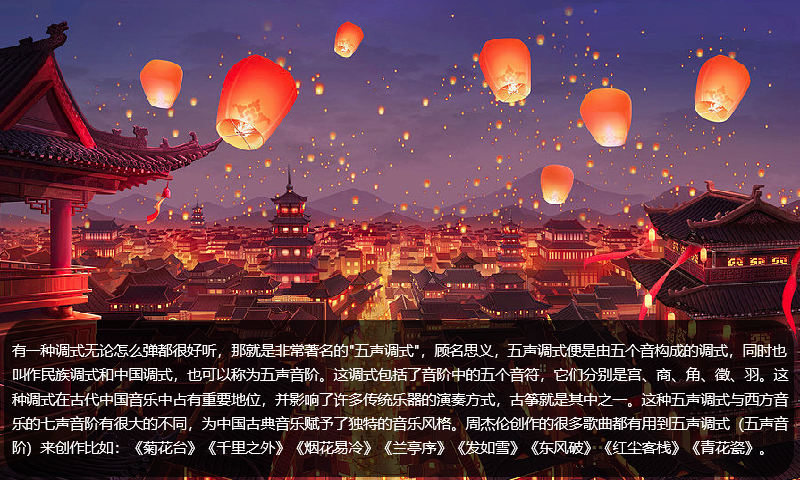 有一种调式无论怎么弹都很好听，那就是非常著名的"五声调式"，顾名思义，五声调式便是由五个音构成的调式，同时也
叫作民族调式和中国调式，也可以称为五声音阶。这调式包括了音阶中的五个音符，它们分别是宫、商、角、徵、羽。这
种调式在古代中国音乐中占有重要地位，并影响了许多传统乐器的演奏方式，古筝就是其中之一。这种五声调式与西方音
乐的七声音阶有很大的不同，为中国古典音乐赋予了独特的音乐风格。周杰伦创作的很多歌曲都有用到五声调式（五声音
阶）来创作比如：《菊花台》《千里之外》《烟花易冷》《兰亭序》《发如雪》《东风破》《红尘客栈》《青花瓷》。